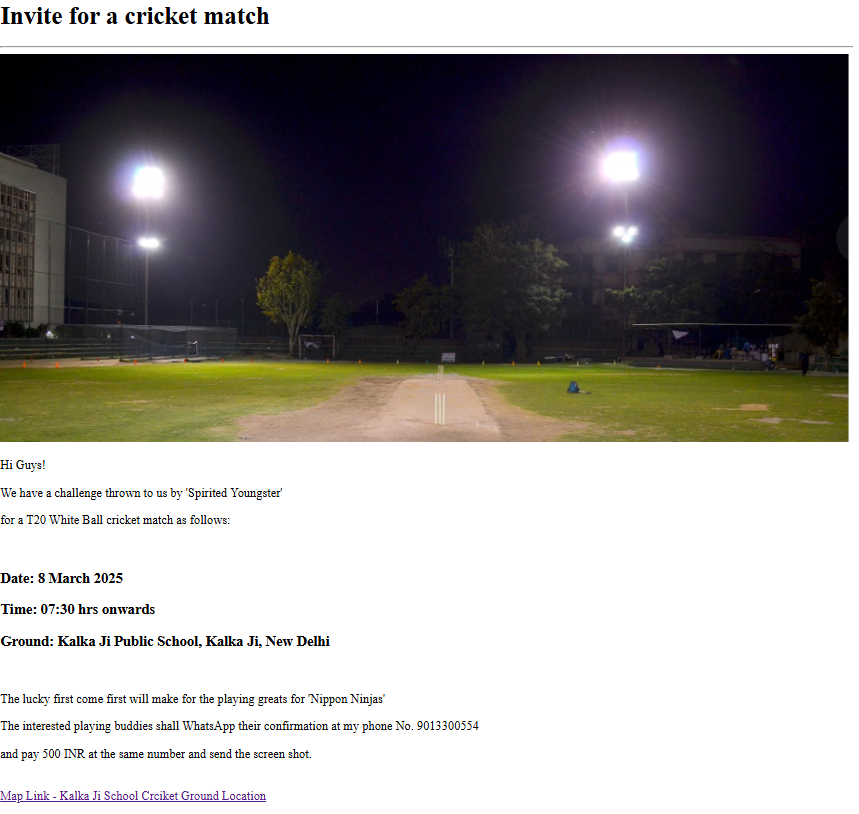 Invite for a cricket match
Hi Guys!
We have a challenge thrown to us by 'Spirited Youngster'
for a T20 White Ball cricket match as follows:
Date: 8 March 2025
Time: 07:30 hrs onwards
Ground: Kalka Ji Public School, Kalka Ji, New Delhi
The lucky first come first will make for the playing greats for 'Nippon Ninjas'
The interested playing buddies shall WhatsApp their confirmation at my phone No. 9013300554
and pay 500 INR at the same number and send the screen shot.
Map Link - Kalka Ji School Crciket Ground Location